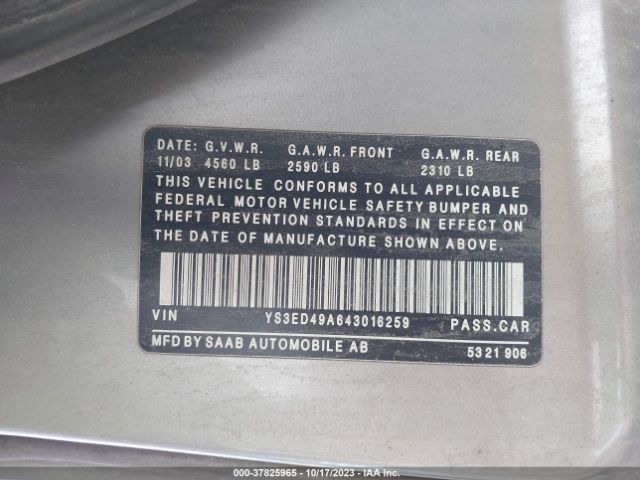 DATE: G.V.W.R. G.A.W.R. FRONT G.A.W.R. REAR
11/03 4560 LB 2590 LB 2310 LB
THIS VEHICLE CONFORMS TO ALL APPLICABLE
FEDERAL MOTOR VEHICLE SAFETY BUMPER AND
THEFT PREVENTION STANDARDS IN EFFECT ON
THE DATE OF MANUFACTURE SHOWN ABOVE.
VIN YS3ED49A643016259 PASS.CAR
MFD BY SAAB AUTOMOBILE AB 5321 906
000-37825965 | 10/17/2023 | IAA Inc.